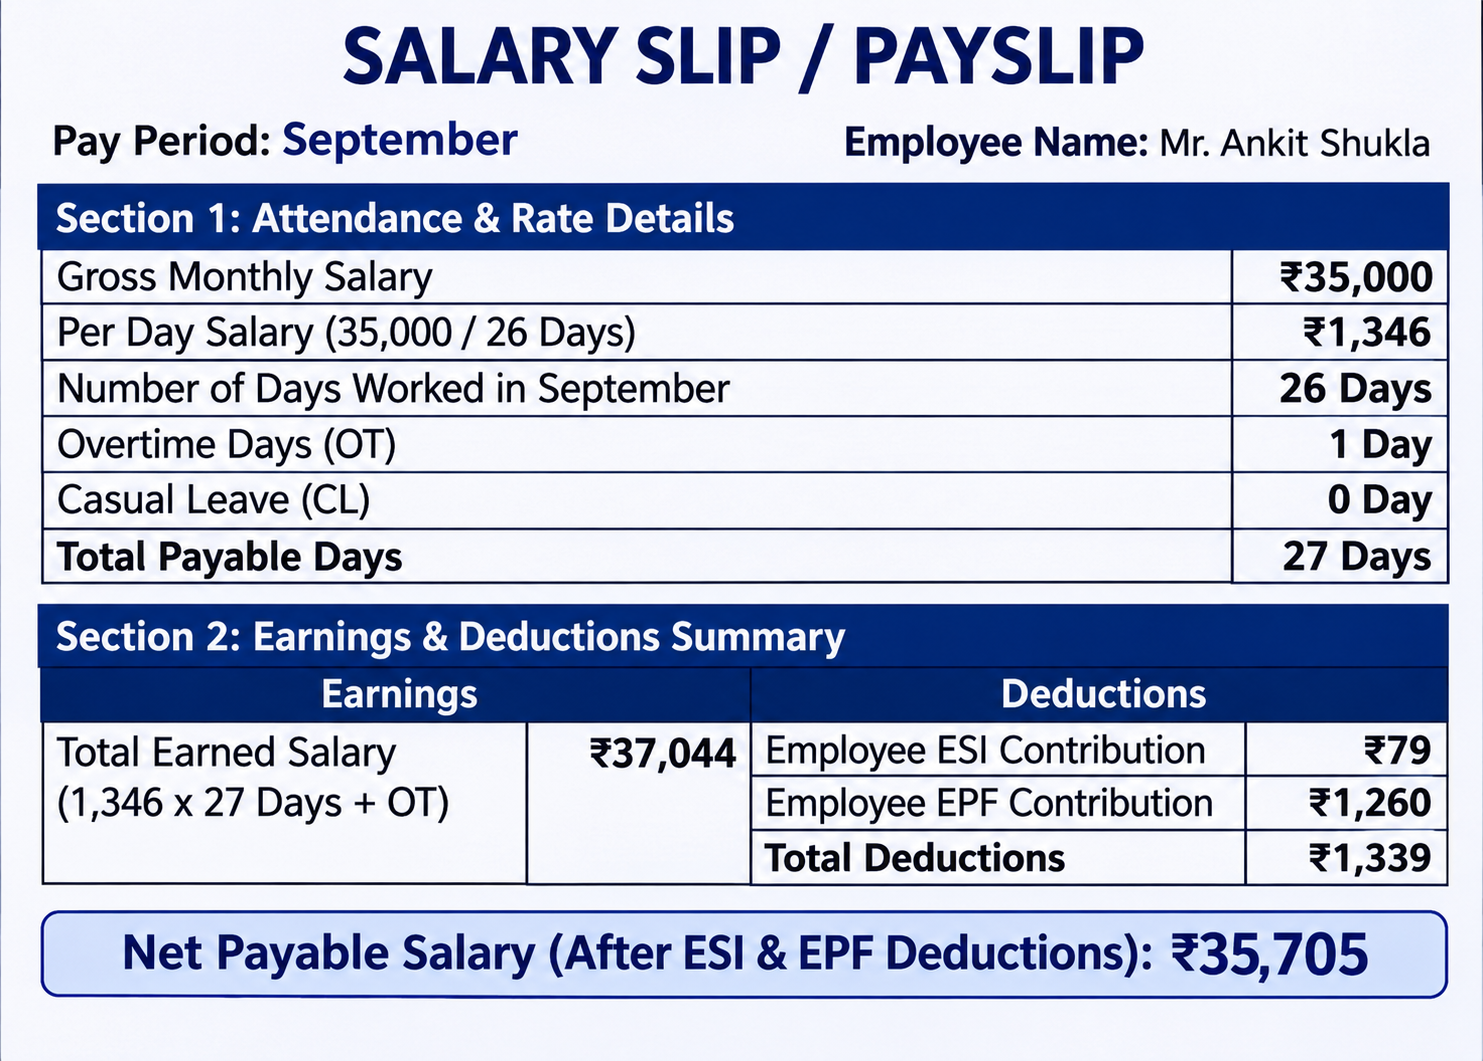 SALARY SLIP / PAYSLIP
Pay Period: September
Employee Name: Mr. Ankit Shukla
Section 1: Attendance & Rate Details
Gross Monthly Salary ₹35,000
Per Day Salary (35,000 / 26 Days) ₹1,346
Number of Days Worked in September 26 Days
Overtime Days (OT) 1 Day
Casual Leave (CL) 0 Day
Total Payable Days 27 Days
Section 2: Earnings & Deductions Summary
Earnings Deductions
Total Earned Salary ₹37,044
(1,346 x 27 Days + OT)
Employee ESI Contribution ₹79
Employee EPF Contribution ₹1,260
Total Deductions ₹1,339
Net Payable Salary (After ESI & EPF Deductions): ₹35,705